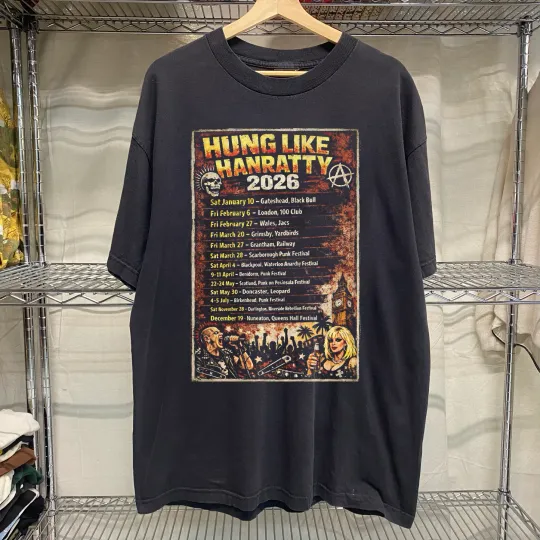 HUNG LIKE
HANRATTY
2026
Sat January 10 – Gateshead, Black Bull
Fri February 6 – London, 100 Club
Fri February 27 – Wales, Jacs
Fri March 20 – Grimsby, Yardbirds
Fri March 27 – Grantham, Railway
Sat March 28 – Scarborough Punk Festival
Sat April 4 – Blackpool, Waterloo Anarchy Festival
9-11 April – Benidorm, Punk Festival
22-24 May – Scotland, Punk on Peninsula Festival
Sat May 30 - Doncaster, Leopard
4-5 July - Birkenhead, Punk Festival
Sat November 28 - Darlington, Riverside Rebellion Festival
December 19 - Nuneaton, Queens Hall Festival